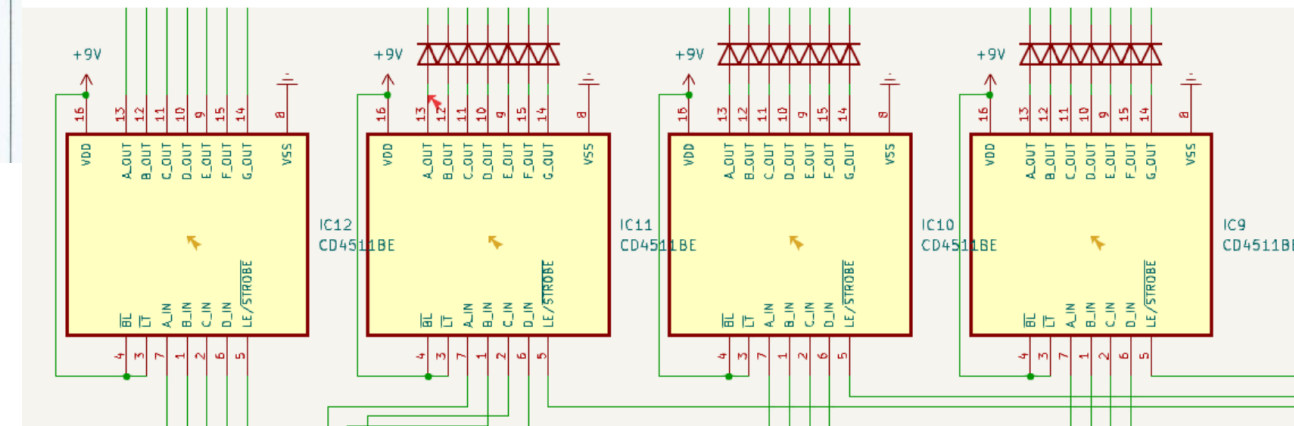 +9V
+9V
+9V
+9V
16 13 12 11 10 9 15 14 8
16 13 12 11 10 9 15 14 8
16 13 12 11 10 9 15 14 8
16 13 12 11 10 9 15 14 8
VDD A_OUT B_OUT C_OUT D_OUT E_OUT F_OUT G_OUT VSS
VDD A_OUT B_OUT C_OUT D_OUT E_OUT F_OUT G_OUT VSS
VDD A_OUT B_OUT C_OUT D_OUT E_OUT F_OUT G_OUT VSS
VDD A_OUT B_OUT C_OUT D_OUT E_OUT F_OUT G_OUT VSS
IC12
CD4511BE
IC11
CD4511BE
IC10
CD4511BE
IC9
CD4511BE
BL LT A_IN B_IN C_IN D_IN LE/STROBE
BL LT A_IN B_IN C_IN D_IN LE/STROBE
BL LT A_IN B_IN C_IN D_IN LE/STROBE
BL LT A_IN B_IN C_IN D_IN LE/STROBE
4 3 7 1 2 6 5
4 3 7 1 2 6 5
4 3 7 1 2 6 5
4 3 7 1 2 6 5